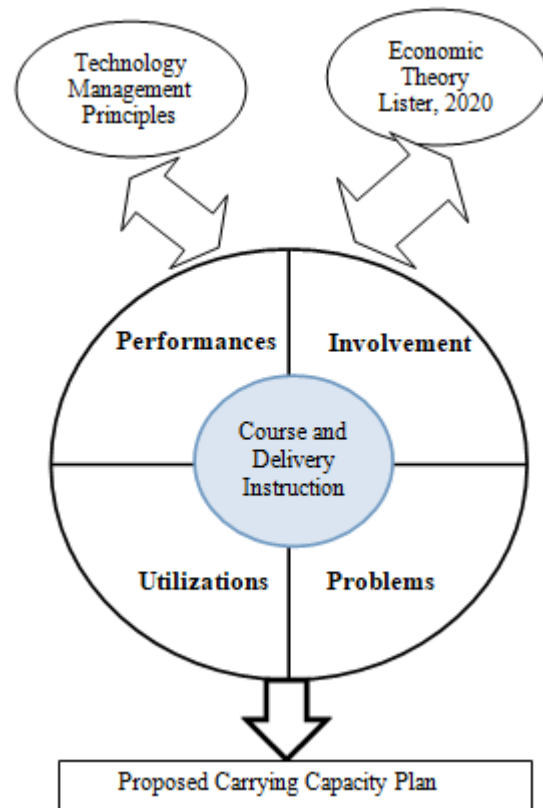 Technology
Management
Principles
Economic
Theory
Lister, 2020
Performances
Involvement
Course and
Delivery
Instruction
Utilizations
Problems
Proposed Carrying Capacity Plan